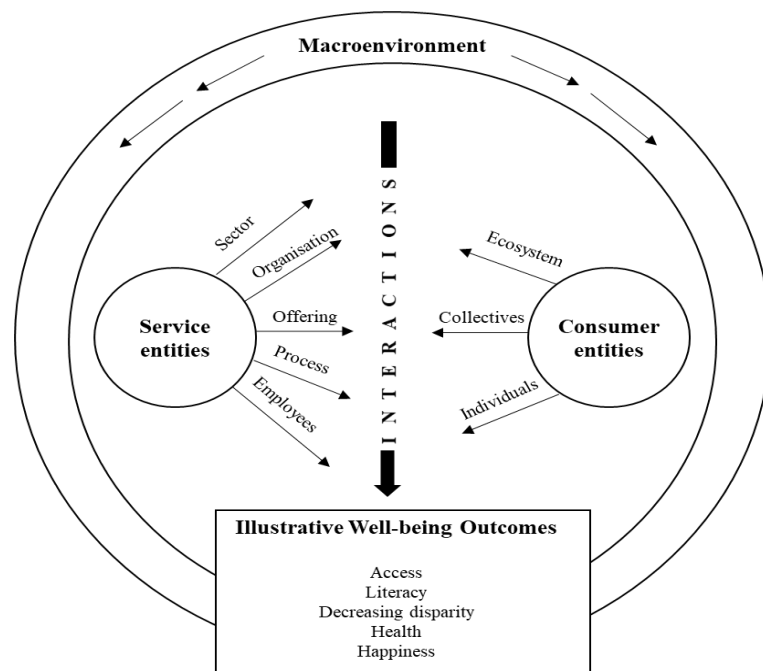 Macroenvironment
Sector
Organisation
Offering
Process
Employees
Service
entities
INTERACTIONS
Ecosystem
Collectives
Individuals
Consumer
entities
Illustrative Well-being Outcomes
Access
Literacy
Decreasing disparity
Health
Happiness